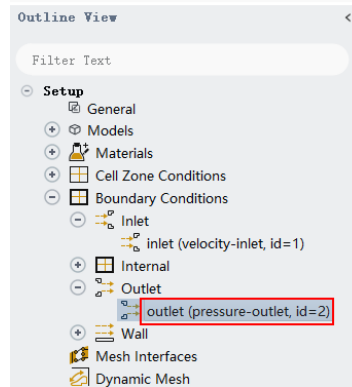 Outline View
Filter Text
Setup
General
Models
Materials
Cell Zone Conditions
Boundary Conditions
Inlet
inlet (velocity-inlet, id=1)
Internal
Outlet
outlet (pressure-outlet, id=2)
Wall
Mesh Interfaces
Dynamic Mesh